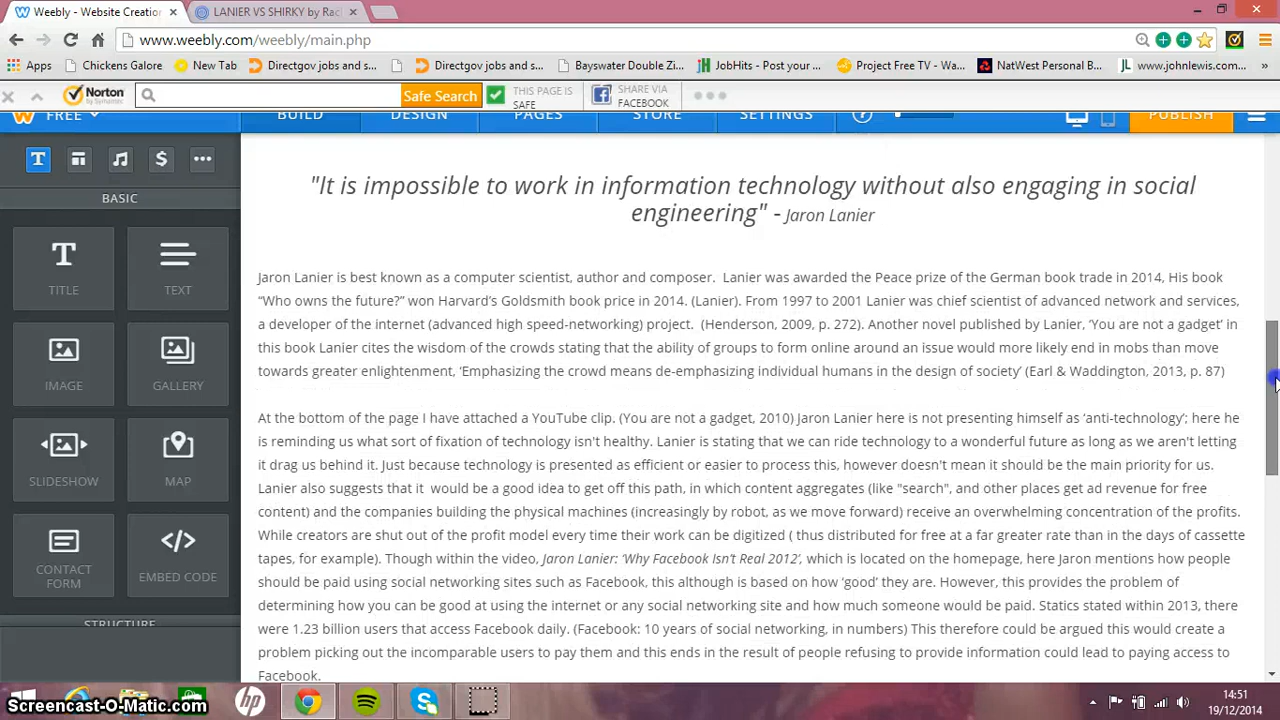 Weebly - Website Creation
LANIER VS SHIRKY by Rac
www.weebly.com/weebly/main.php
Apps Chickens Galore New Tab Directgov jobs and s... Directgov jobs and s... Bayswater Double Zi... JobHits - Post your ... Project Free TV - Wa... NatWest Personal B... www.johnlewis.com...
Norton
by Symantec
Safe Search
THIS PAGE IS
SAFE
SHARE VIA
FACEBOOK
FREE BUILD DESIGN PAGES STORE SETTINGS ? PUBLISH
BASIC
TITLE TEXT
IMAGE GALLERY
SLIDESHOW MAP
CONTACT
FORM
EMBED CODE
STRUCTURE
"It is impossible to work in information technology without also engaging in social
engineering" - Jaron Lanier
Jaron Lanier is best known as a computer scientist, author and composer.  Lanier was awarded the Peace prize of the German book trade in 2014, His book
“Who owns the future?” won Harvard’s Goldsmith book price in 2014. (Lanier). From 1997 to 2001 Lanier was chief scientist of advanced network and services,
a developer of the internet (advanced high speed-networking) project.  (Henderson, 2009, p. 272). Another novel published by Lanier, ‘You are not a gadget’ in
this book Lanier cites the wisdom of the crowds stating that the ability of groups to form online around an issue would more likely end in mobs than move
towards greater enlightenment, ‘Emphasizing the crowd means de-emphasizing individual humans in the design of society’ (Earl & Waddington, 2013, p. 87)
At the bottom of the page I have attached a YouTube clip. (You are not a gadget, 2010) Jaron Lanier here is not presenting himself as ‘anti-technology’; here he
is reminding us what sort of fixation of technology isn't healthy. Lanier is stating that we can ride technology to a wonderful future as long as we aren't letting
it drag us behind it. Just because technology is presented as efficient or easier to process this, however doesn't mean it should be the main priority for us.
Lanier also suggests that it  would be a good idea to get off this path, in which content aggregates (like "search", and other places get ad revenue for free
content) and the companies building the physical machines (increasingly by robot, as we move forward) receive an overwhelming concentration of the profits.
While creators are shut out of the profit model every time their work can be digitized ( thus distributed for free at a far greater rate than in the days of cassette
tapes, for example). Though within the video, Jaron Lanier: ‘Why Facebook Isn’t Real 2012’, which is located on the homepage, here Jaron mentions how people
should be paid using social networking sites such as Facebook, this although is based on how ‘good’ they are. However, this provides the problem of
determining how you can be good at using the internet or any social networking site and how much someone would be paid. Statics stated within 2013, there
were 1.23 billion users that access Facebook daily. (Facebook: 10 years of social networking, in numbers) This therefore could be argued this would create a
problem picking out the incomparable users to pay them and this ends in the result of people refusing to provide information could lead to paying access to
Facebook.
Screencast-O-Matic.com
14:51
19/12/2014